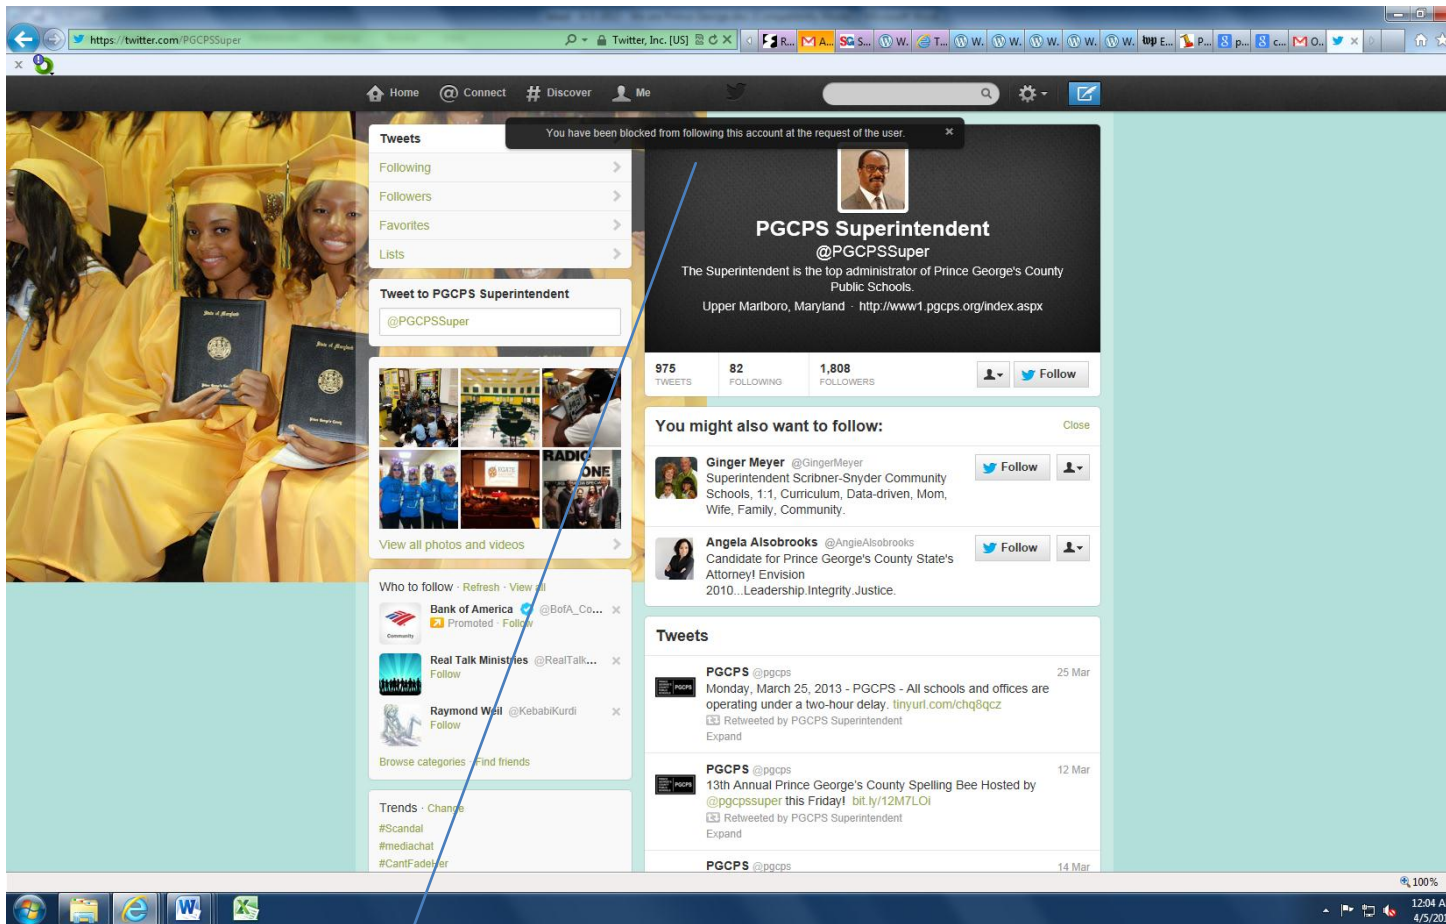 https://twitter.com/PGCPSSuper
Twitter, Inc. [US]
R...
M A...
SG S...
W.
T...
W.
W.
W.
W.
W.
wp E...
P...
8 p...
8 c...
M O..
Home
@ Connect
# Discover
Me
You have been blocked from following this account at the request of the user.
Tweets
Following
Followers
Favorites
Lists
Tweet to PGCPS Superintendent
@PGCPSSuper
RADIO
ONE
View all photos and videos
Who to follow · Refresh · View all
Bank of America @BofA_Co...
Community
Promoted · Follow
Real Talk Ministries @RealTalk...
Follow
Raymond Weil @KebabiKurdi
Follow
Browse categories · Find friends
Trends · Change
#Scandal
#mediachat
#CantFadeHer
PGCPS Superintendent
@PGCPSSuper
The Superintendent is the top administrator of Prince George's County
Public Schools.
Upper Marlboro, Maryland · http://www1.pgcps.org/index.aspx
975
TWEETS
82
FOLLOWING
1,808
FOLLOWERS
Follow
You might also want to follow:
Close
Ginger Meyer @GingerMeyer
Superintendent Scribner-Snyder Community
Schools, 1:1, Curriculum, Data-driven, Mom,
Wife, Family, Community.
Follow
Angela Alsobrooks @AngieAlsobrooks
Candidate for Prince George's County State's
Attorney! Envision
2010...Leadership.Integrity.Justice.
Follow
Tweets
PGCPS @pgcps
25 Mar
Monday, March 25, 2013 - PGCPS - All schools and offices are
operating under a two-hour delay. tinyurl.com/chq8qcz
Retweeted by PGCPS Superintendent
Expand
PGCPS @pgcps
12 Mar
13th Annual Prince George's County Spelling Bee Hosted by
@pgcpssuper this Friday! bit.ly/12M7LOi
Retweeted by PGCPS Superintendent
Expand
PGCPS @pgcps
14 Mar
100%
12:04 A
4/5/201